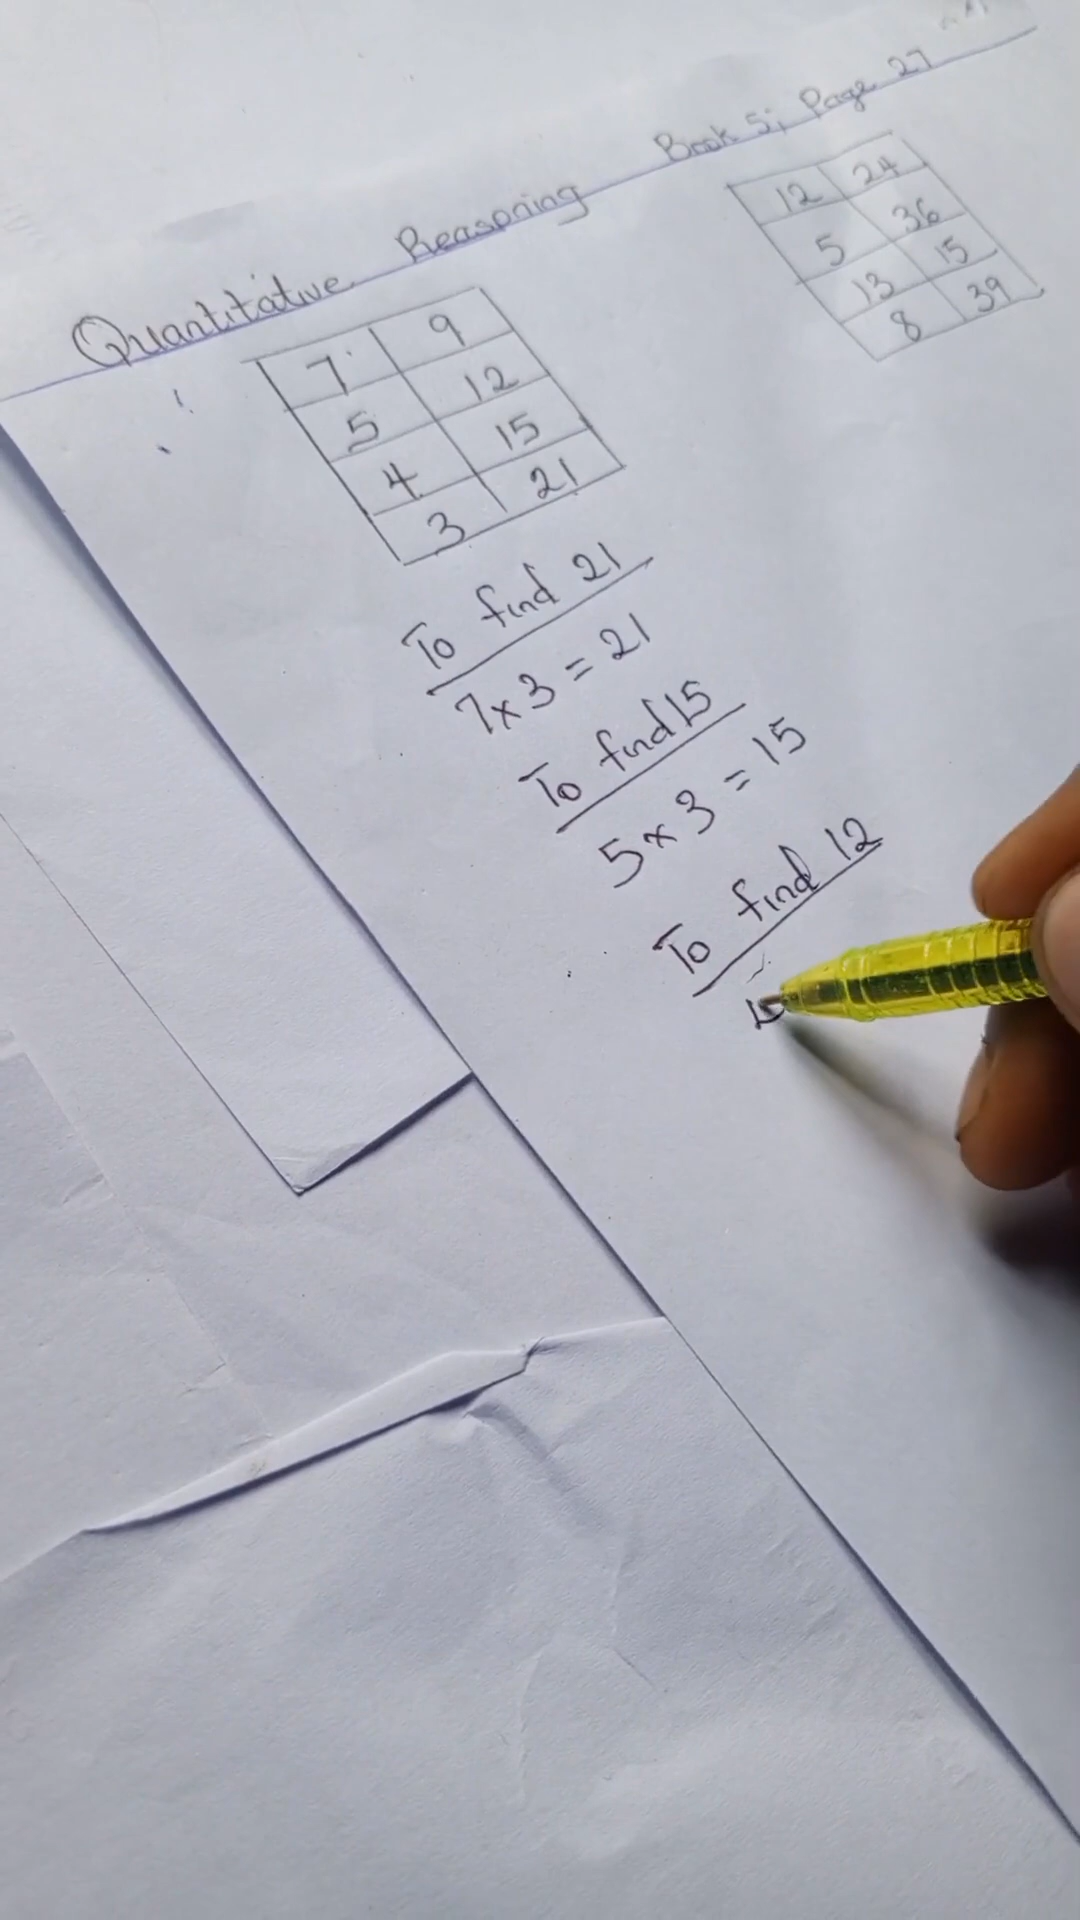 Quantitative Reaspning Book 5; Page 27
7 9
5 12
4 15
3 21
12 24
5 36
13 15
8 39
To find 21
7 x 3 = 21
To find 15
5 x 3 = 15
To find 12